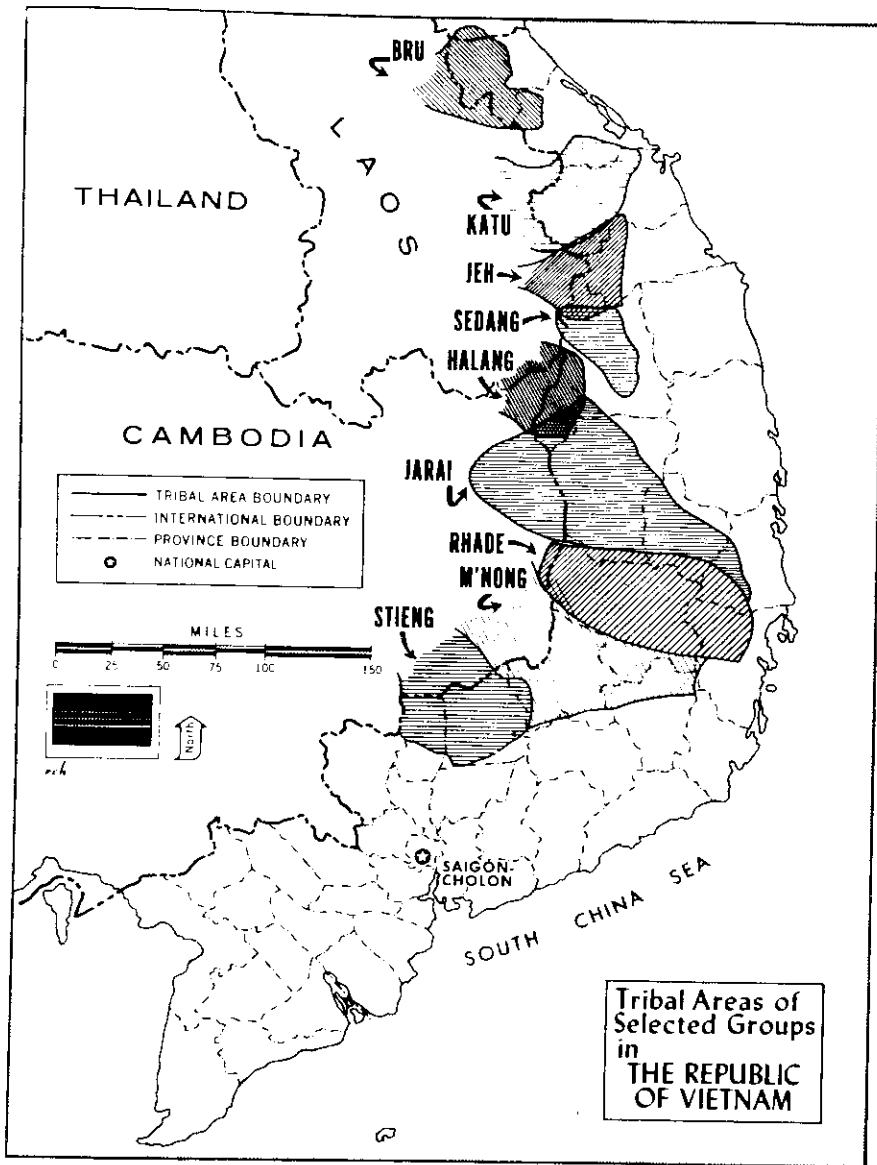 BRU
LAOS
THAILAND
KATU
JEH
SEDANG
HALANG
CAMBODIA
JARAI
TRIBAL AREA BOUNDARY
INTERNATIONAL BOUNDARY
PROVINCE BOUNDARY
NATIONAL CAPITAL
RHADE
M'NONG
STIENG
MILES
0 25 50 75 100 150
North
SAIGON-
CHOLON
SOUTH CHINA SEA
Tribal Areas of
Selected Groups
in
THE REPUBLIC
OF VIETNAM